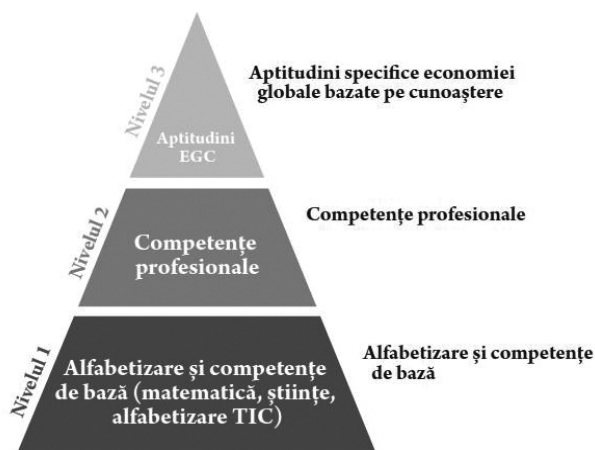 Nivelul 3
Aptitudini
EGC
Aptitudini specifice economiei
globale bazate pe cunoaștere
Nivelul 2
Competențe
profesionale
Competențe profesionale
Nivelul 1
Alfabetizare și competențe
de bază (matematică, științe,
alfabetizare TIC)
Alfabetizare și competențe
de bază